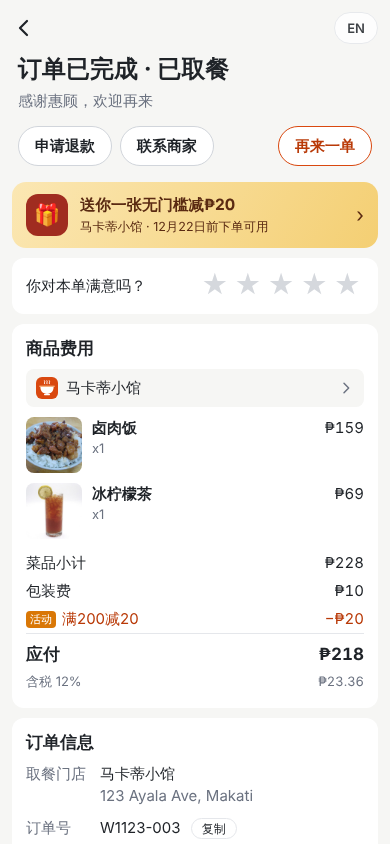 EN
订单已完成 · 已取餐
感谢惠顾，欢迎再来
申请退款
联系商家
再来一单
送你一张无门槛减₱20
马卡蒂小馆 · 12月22日前下单可用
你对本单满意吗？
商品费用
马卡蒂小馆
卤肉饭 ₱159
x1
冰柠檬茶 ₱69
x1
菜品小计 ₱228
包装费 ₱10
活动 满200减20 −₱20
应付 ₱218
含税 12% ₱23.36
订单信息
取餐门店 马卡蒂小馆
123 Ayala Ave, Makati
订单号 W1123-003 复制